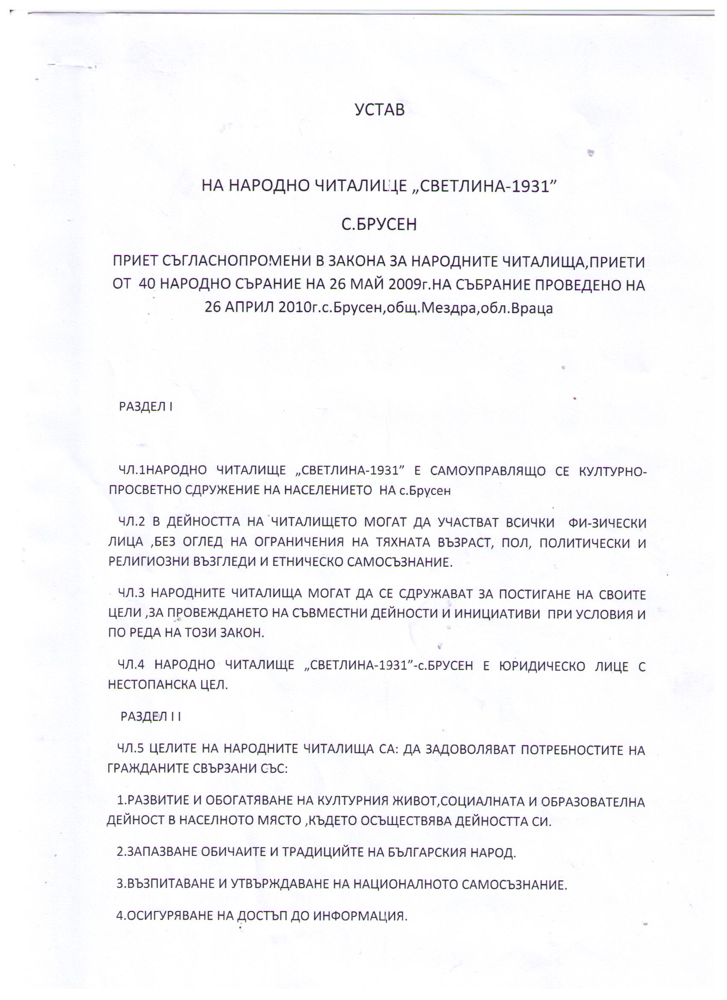 УСТАВ
НА НАРОДНО ЧИТАЛИЩЕ „СВЕТЛИНА-1931”
С.БРУСЕН
ПРИЕТ СЪГЛАСНОПРОМЕНИ В ЗАКОНА ЗА НАРОДНИТЕ ЧИТАЛИЩА,ПРИЕТИ
ОТ 40 НАРОДНО СЪРАНИЕ НА 26 МАЙ 2009г.НА СЪБРАНИЕ ПРОВЕДЕНО НА
26 АПРИЛ 2010г.с.Брусен,общ.Мездра,обл.Враца
РАЗДЕЛ I
ЧЛ.1НАРОДНО ЧИТАЛИЩЕ „СВЕТЛИНА-1931” Е САМОУПРАВЛЯЩО СЕ КУЛТУРНО-
ПРОСВЕТНО СДРУЖЕНИЕ НА НАСЕЛЕНИЕТО НА с.Брусен
ЧЛ.2 В ДЕЙНОСТТА НА ЧИТАЛИЩЕТО МОГАТ ДА УЧАСТВАТ ВСИЧКИ ФИ-ЗИЧЕСКИ
ЛИЦА ,БЕЗ ОГЛЕД НА ОГРАНИЧЕНИЯ НА ТЯХНАТА ВЪЗРАСТ, ПОЛ, ПОЛИТИЧЕСКИ И
РЕЛИГИОЗНИ ВЪЗГЛЕДИ И ЕТНИЧЕСКО САМОСЪЗНАНИЕ.
ЧЛ.3 НАРОДНИТЕ ЧИТАЛИЩА МОГАТ ДА СЕ СДРУЖАВАТ ЗА ПОСТИГАНЕ НА СВОИТЕ
ЦЕЛИ ,ЗА ПРОВЕЖДАНЕТО НА СЪВМЕСТНИ ДЕЙНОСТИ И ИНИЦИАТИВИ ПРИ УСЛОВИЯ И
ПО РЕДА НА ТОЗИ ЗАКОН.
ЧЛ.4 НАРОДНО ЧИТАЛИЩЕ „СВЕТЛИНА-1931”-с.БРУСЕН Е ЮРИДИЧЕСКО ЛИЦЕ С
НЕСТОПАНСКА ЦЕЛ.
РАЗДЕЛ I I
ЧЛ.5 ЦЕЛИТЕ НА НАРОДНИТЕ ЧИТАЛИЩА СА: ДА ЗАДОВОЛЯВАТ ПОТРЕБНОСТИТЕ НА
ГРАЖДАНИТЕ СВЪРЗАНИ СЪС:
1.РАЗВИТИЕ И ОБОГАТЯВАНЕ НА КУЛТУРНИЯ ЖИВОТ,СОЦИАЛНАТА И ОБРАЗОВАТЕЛНА
ДЕЙНОСТ В НАСЕЛНОТО МЯСТО ,КЪДЕТО ОСЪЩЕСТВЯВА ДЕЙНОСТТА СИ.
2.ЗАПАЗВАНЕ ОБИЧАИТЕ И ТРАДИЦИЙТЕ НА БЪЛГАРСКИЯ НАРОД.
3.ВЪЗПИТАВАНЕ И УТВЪРЖДАВАНЕ НА НАЦИОНАЛНОТО САМОСЪЗНАНИЕ.
4.ОСИГУРЯВАНЕ НА ДОСТЪП ДО ИНФОРМАЦИЯ.